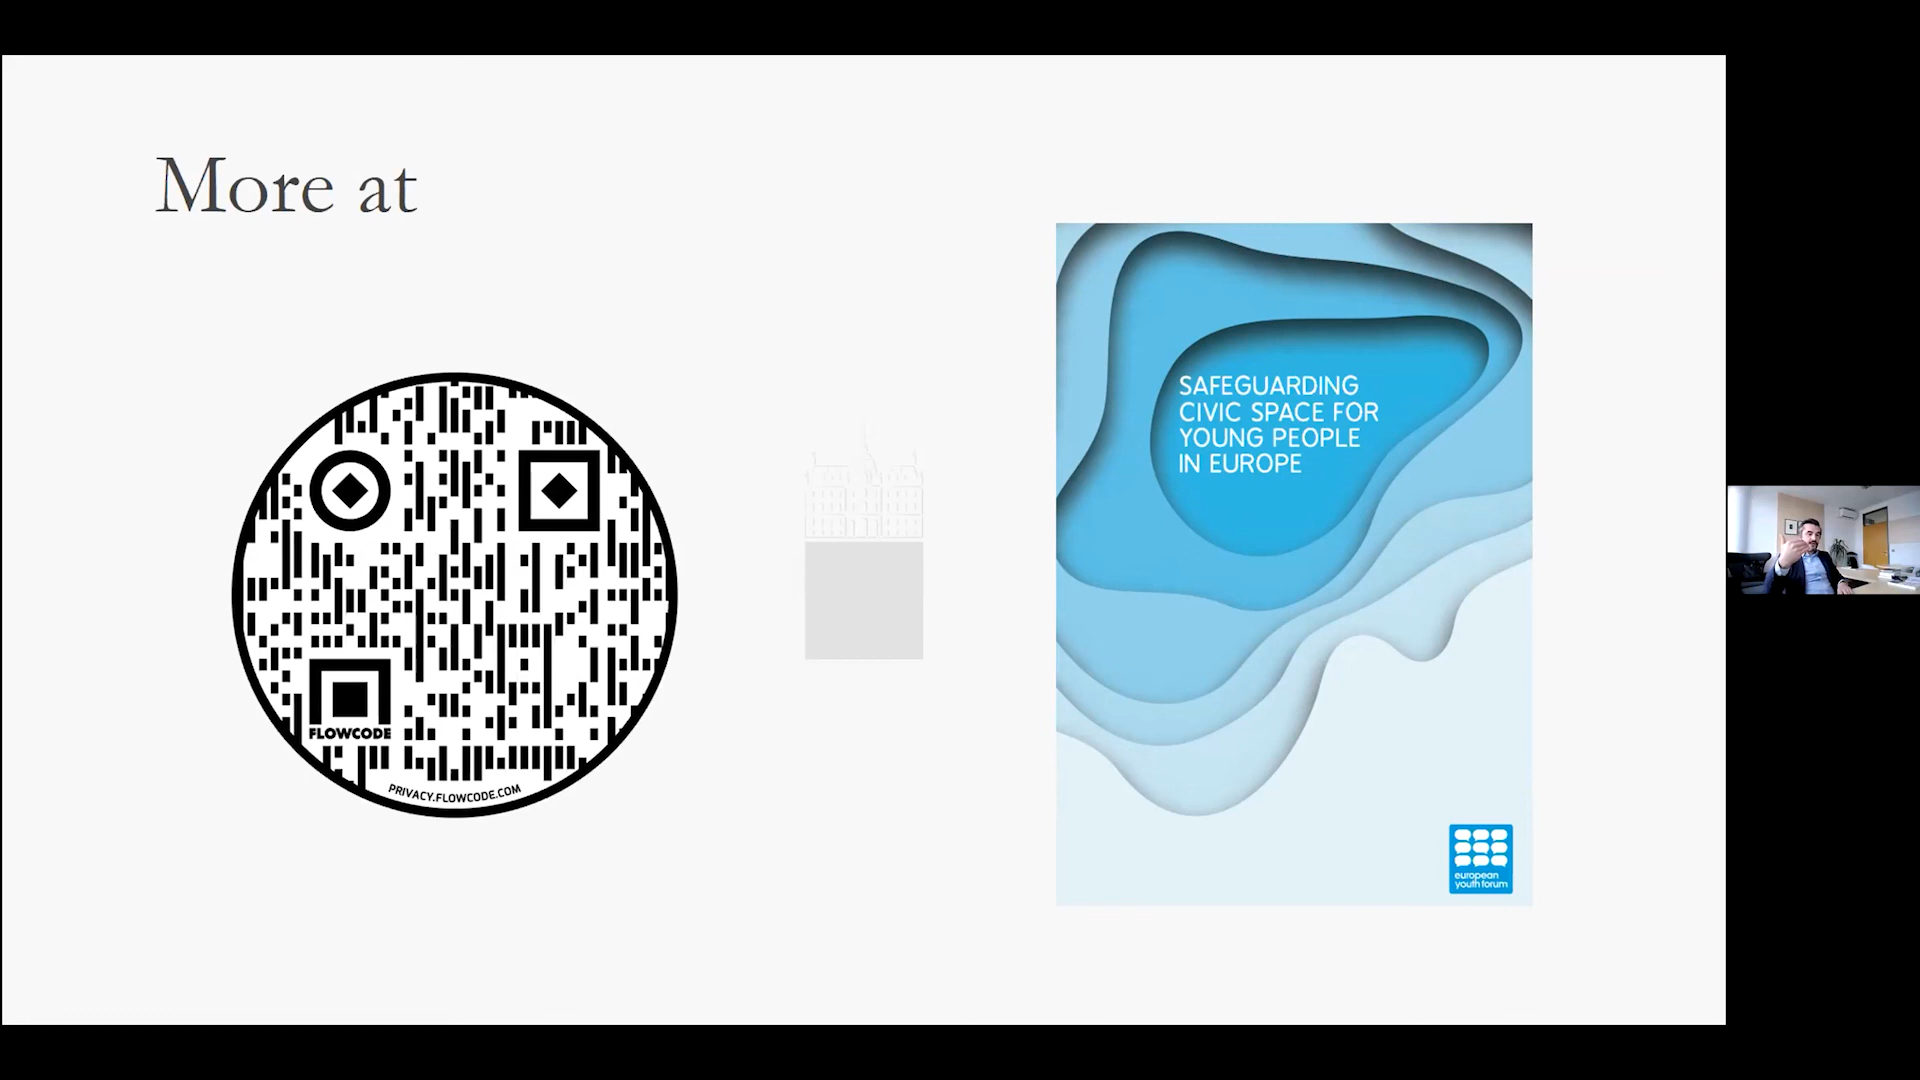 More at
FLOWCODE
PRIVACY.FLOWCODE.COM
SAFEGUARDING
CIVIC SPACE FOR
YOUNG PEOPLE
IN EUROPE
european
youth forum